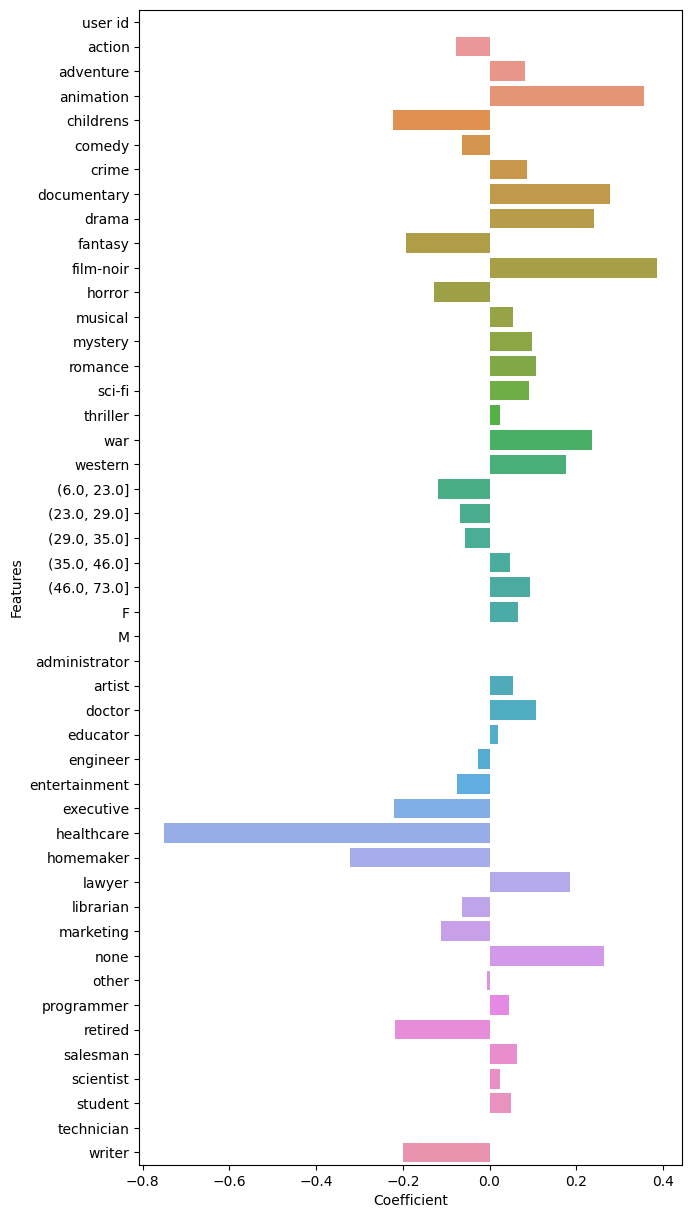 user id
action
adventure
animation
childrens
comedy
crime
documentary
drama
fantasy
film-noir
horror
musical
mystery
romance
sci-fi
thriller
war
western
(6.0, 23.0]
(23.0, 29.0]
(29.0, 35.0]
(35.0, 46.0]
(46.0, 73.0]
F
M
administrator
artist
doctor
educator
engineer
entertainment
executive
healthcare
homemaker
lawyer
librarian
marketing
none
other
programmer
retired
salesman
scientist
student
technician
writer
Features
−0.8 −0.6 −0.4 −0.2 0.0 0.2 0.4
Coefficient